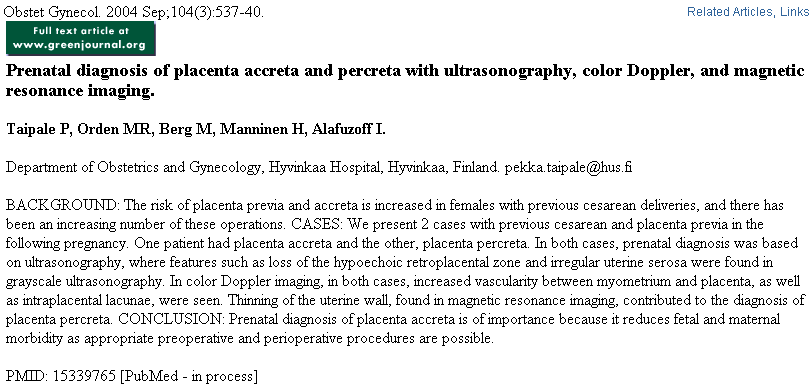 Obstet Gynecol. 2004 Sep;104(3):537-40.
Related Articles, Links
Full text article at
www.greenjournal.org
Prenatal diagnosis of placenta accreta and percreta with ultrasonography, color Doppler, and magnetic
resonance imaging.
Taipale P, Orden MR, Berg M, Manninen H, Alafuzoff I.
Department of Obstetrics and Gynecology, Hyvinkaa Hospital, Hyvinkaa, Finland. pekka.taipale@hus.fi
BACKGROUND: The risk of placenta previa and accreta is increased in females with previous cesarean deliveries, and there has
been an increasing number of these operations. CASES: We present 2 cases with previous cesarean and placenta previa in the
following pregnancy. One patient had placenta accreta and the other, placenta percreta. In both cases, prenatal diagnosis was based
on ultrasonography, where features such as loss of the hypoechoic retroplacental zone and irregular uterine serosa were found in
grayscale ultrasonography. In color Doppler imaging, in both cases, increased vascularity between myometrium and placenta, as well
as intraplacental lacunae, were seen. Thinning of the uterine wall, found in magnetic resonance imaging, contributed to the diagnosis of
placenta percreta. CONCLUSION: Prenatal diagnosis of placenta accreta is of importance because it reduces fetal and maternal
morbidity as appropriate preoperative and perioperative procedures are possible.
PMID: 15339765 [PubMed - in process]